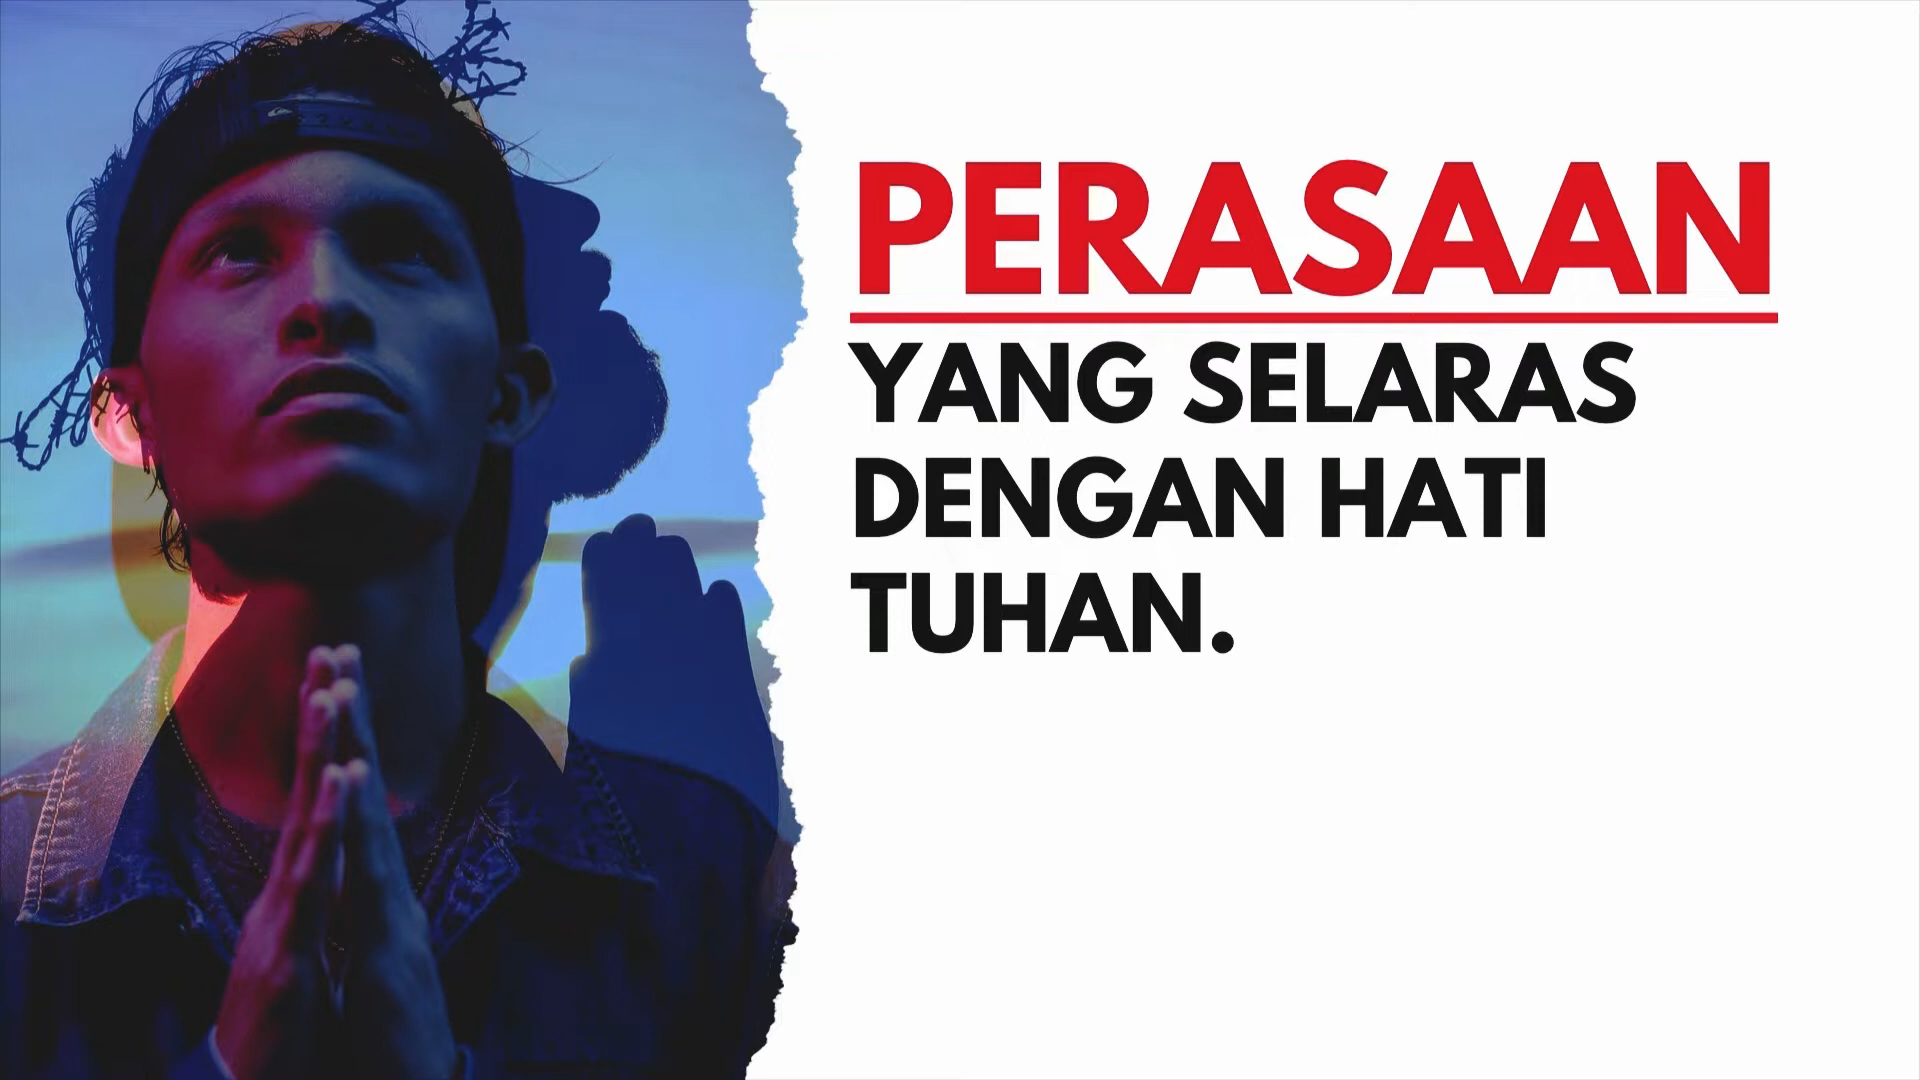 PERASAAN
YANG SELARAS
DENGAN HATI
TUHAN.